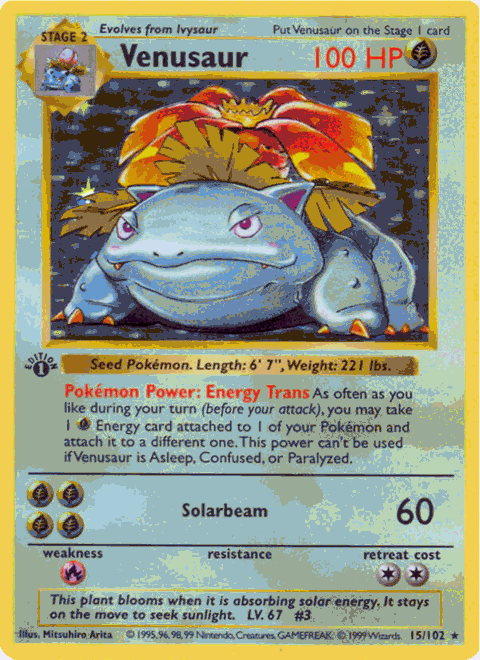 STAGE 2
Evolves from Ivysaur
Put Venusaur on the Stage 1 card
Venusaur
100 HP
EDITION
1
Seed Pokémon. Length: 6' 7", Weight: 221 lbs.
Pokémon Power: Energy Trans As often as you
like during your turn (before your attack), you may take
1 Energy card attached to 1 of your Pokémon and
attach it to a different one. This power can't be used
if Venusaur is Asleep, Confused, or Paralyzed.
Solarbeam 60
weakness resistance retreat cost
This plant blooms when it is absorbing solar energy. It stays
on the move to seek sunlight. LV. 67 #3
Illus. Mitsuhiro Arita © 1995, 96, 98, 99 Nintendo, Creatures, GAMEFREAK. © 1999 Wizards. 15/102 ★